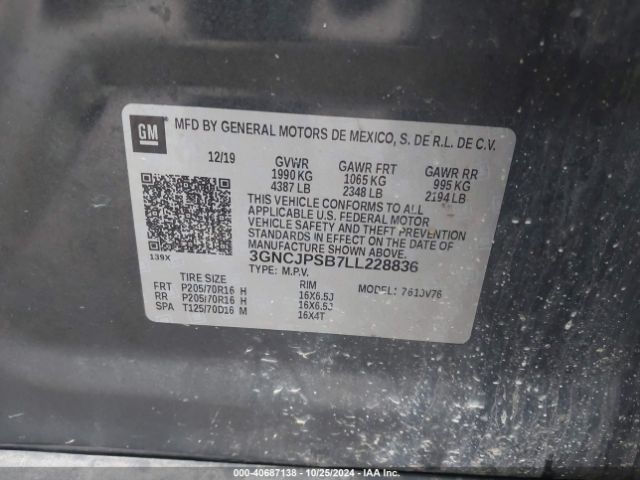 GM
MFD BY GENERAL MOTORS DE MEXICO, S. DE R.L. DE C.V.
12/19 GVWR GAWR FRT GAWR RR
1990 KG 1065 KG 995 KG
4387 LB 2348 LB 2194 LB
THIS VEHICLE CONFORMS TO ALL
APPLICABLE U.S. FEDERAL MOTOR
VEHICLE SAFETY AND THEFT PREVENTION
STANDARDS IN EFFECT ON THE DATE OF
MANUFACTURE SHOWN ABOVE.
139X 3GNCJPSB7LL228836
TYPE: M.P.V.
TIRE SIZE RIM MODEL:
FRT P205/70R16 H 16X6.5J
RR P205/70R16 H 16X6.5J
SPA T125/70D16 M 16X4T
000-40687138 - 10/25/2024 - IAA Inc.